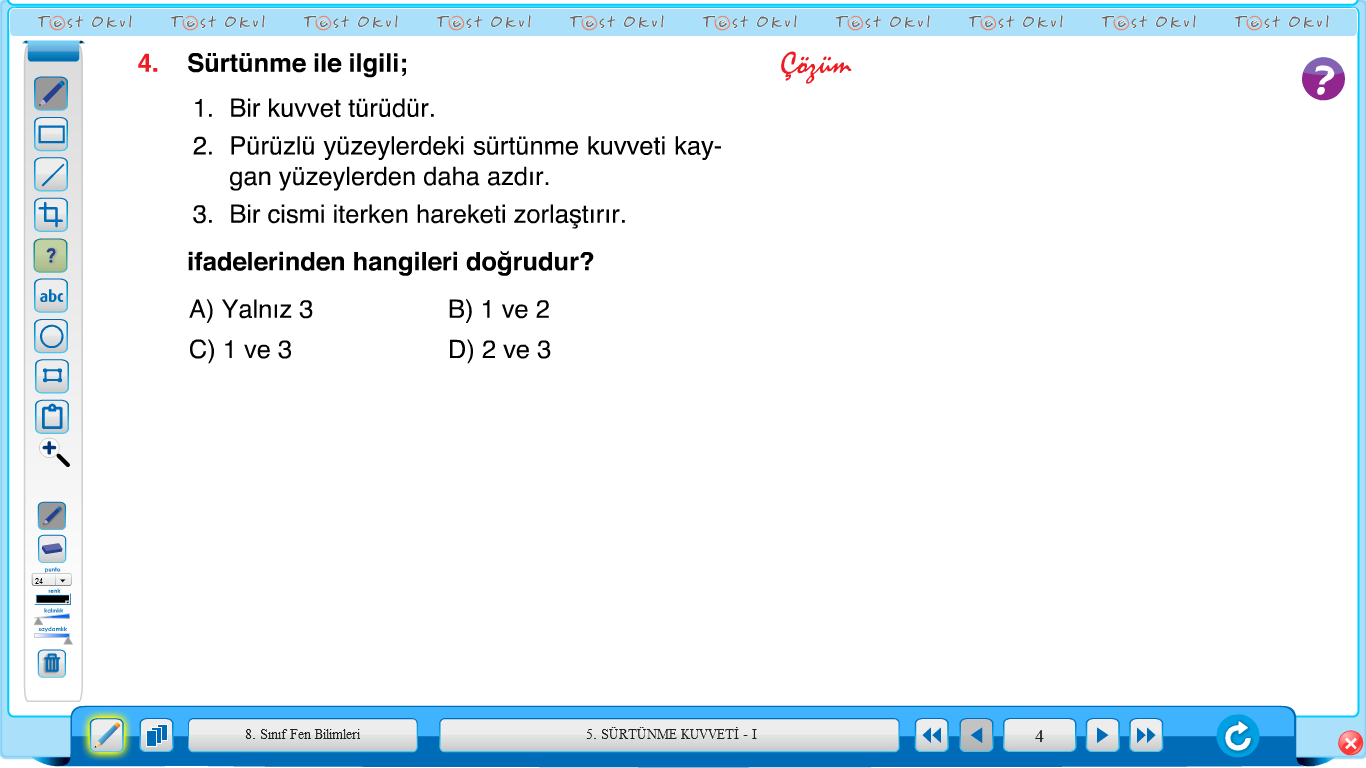 Test Okul Test Okul Test Okul Test Okul Test Okul Test Okul Test Okul Test Okul Test Okul Test Okul
4. Sürtünme ile ilgili;
Çözüm
?
1. Bir kuvvet türüdür.
2. Pürüzlü yüzeylerdeki sürtünme kuvveti kay-
gan yüzeylerden daha azdır.
3. Bir cismi iterken hareketi zorlaştırır.
ifadelerinden hangileri doğrudur?
A) Yalnız 3 B) 1 ve 2
C) 1 ve 3 D) 2 ve 3
?
abc
punto
24
renk
kalınlık
saydamlık
8. Sınıf Fen Bilimleri 5. SÜRTÜNME KUVVETİ - I 4